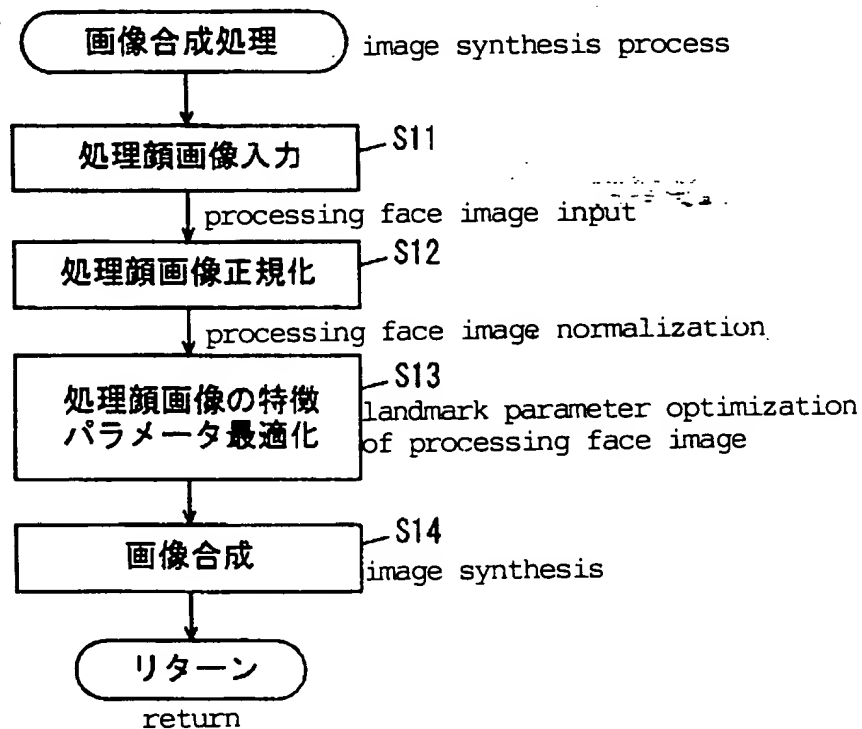 画像合成処理
image synthesis process
処理顔画像入力
S11
processing face image input
処理顔画像正規化
S12
processing face image normalization
処理顔画像の特徴
パラメータ最適化
S13
landmark parameter optimization
of processing face image
画像合成
S14
image synthesis
リターン
return